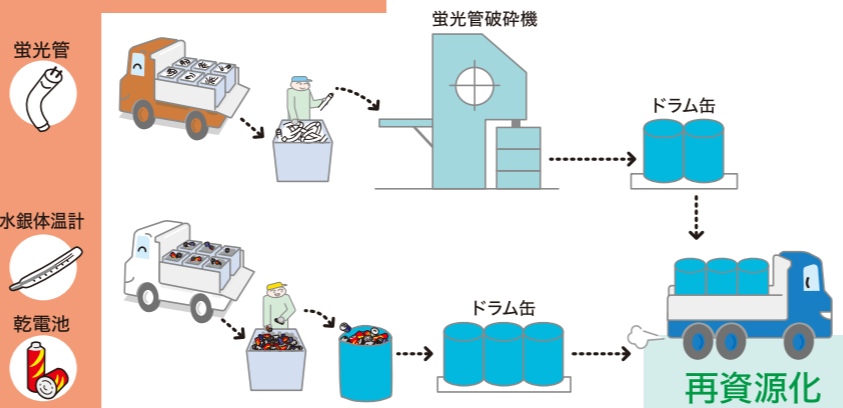 蛍光管
蛍光管破砕機
ドラム缶
水銀体温計
乾電池
ドラム缶
再資源化